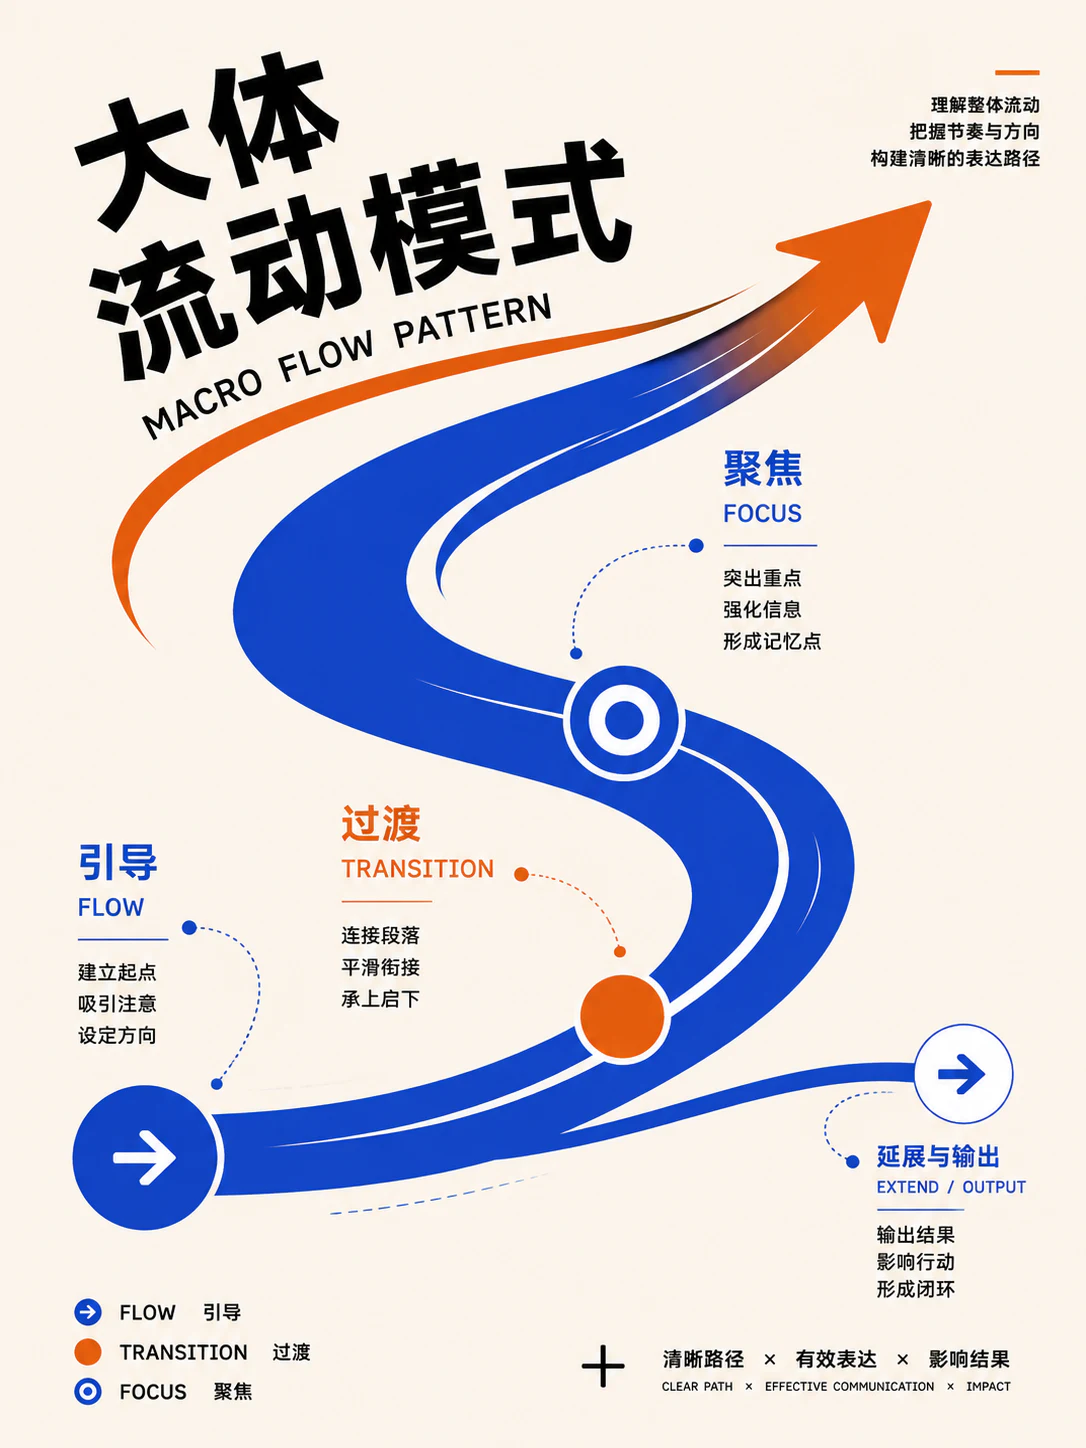 大体
流动模式
MACRO FLOW PATTERN
理解整体流动
把握节奏与方向
构建清晰的表达路径
聚焦
FOCUS
突出重点
强化信息
形成记忆点
过渡
TRANSITION
连接段落
平滑衔接
承上启下
引导
FLOW
建立起点
吸引注意
设定方向
延展与输出
EXTEND / OUTPUT
输出结果
影响行动
形成闭环
FLOW 引导
TRANSITION 过渡
FOCUS 聚焦
清晰路径 × 有效表达 × 影响结果
CLEAR PATH × EFFECTIVE COMMUNICATION × IMPACT